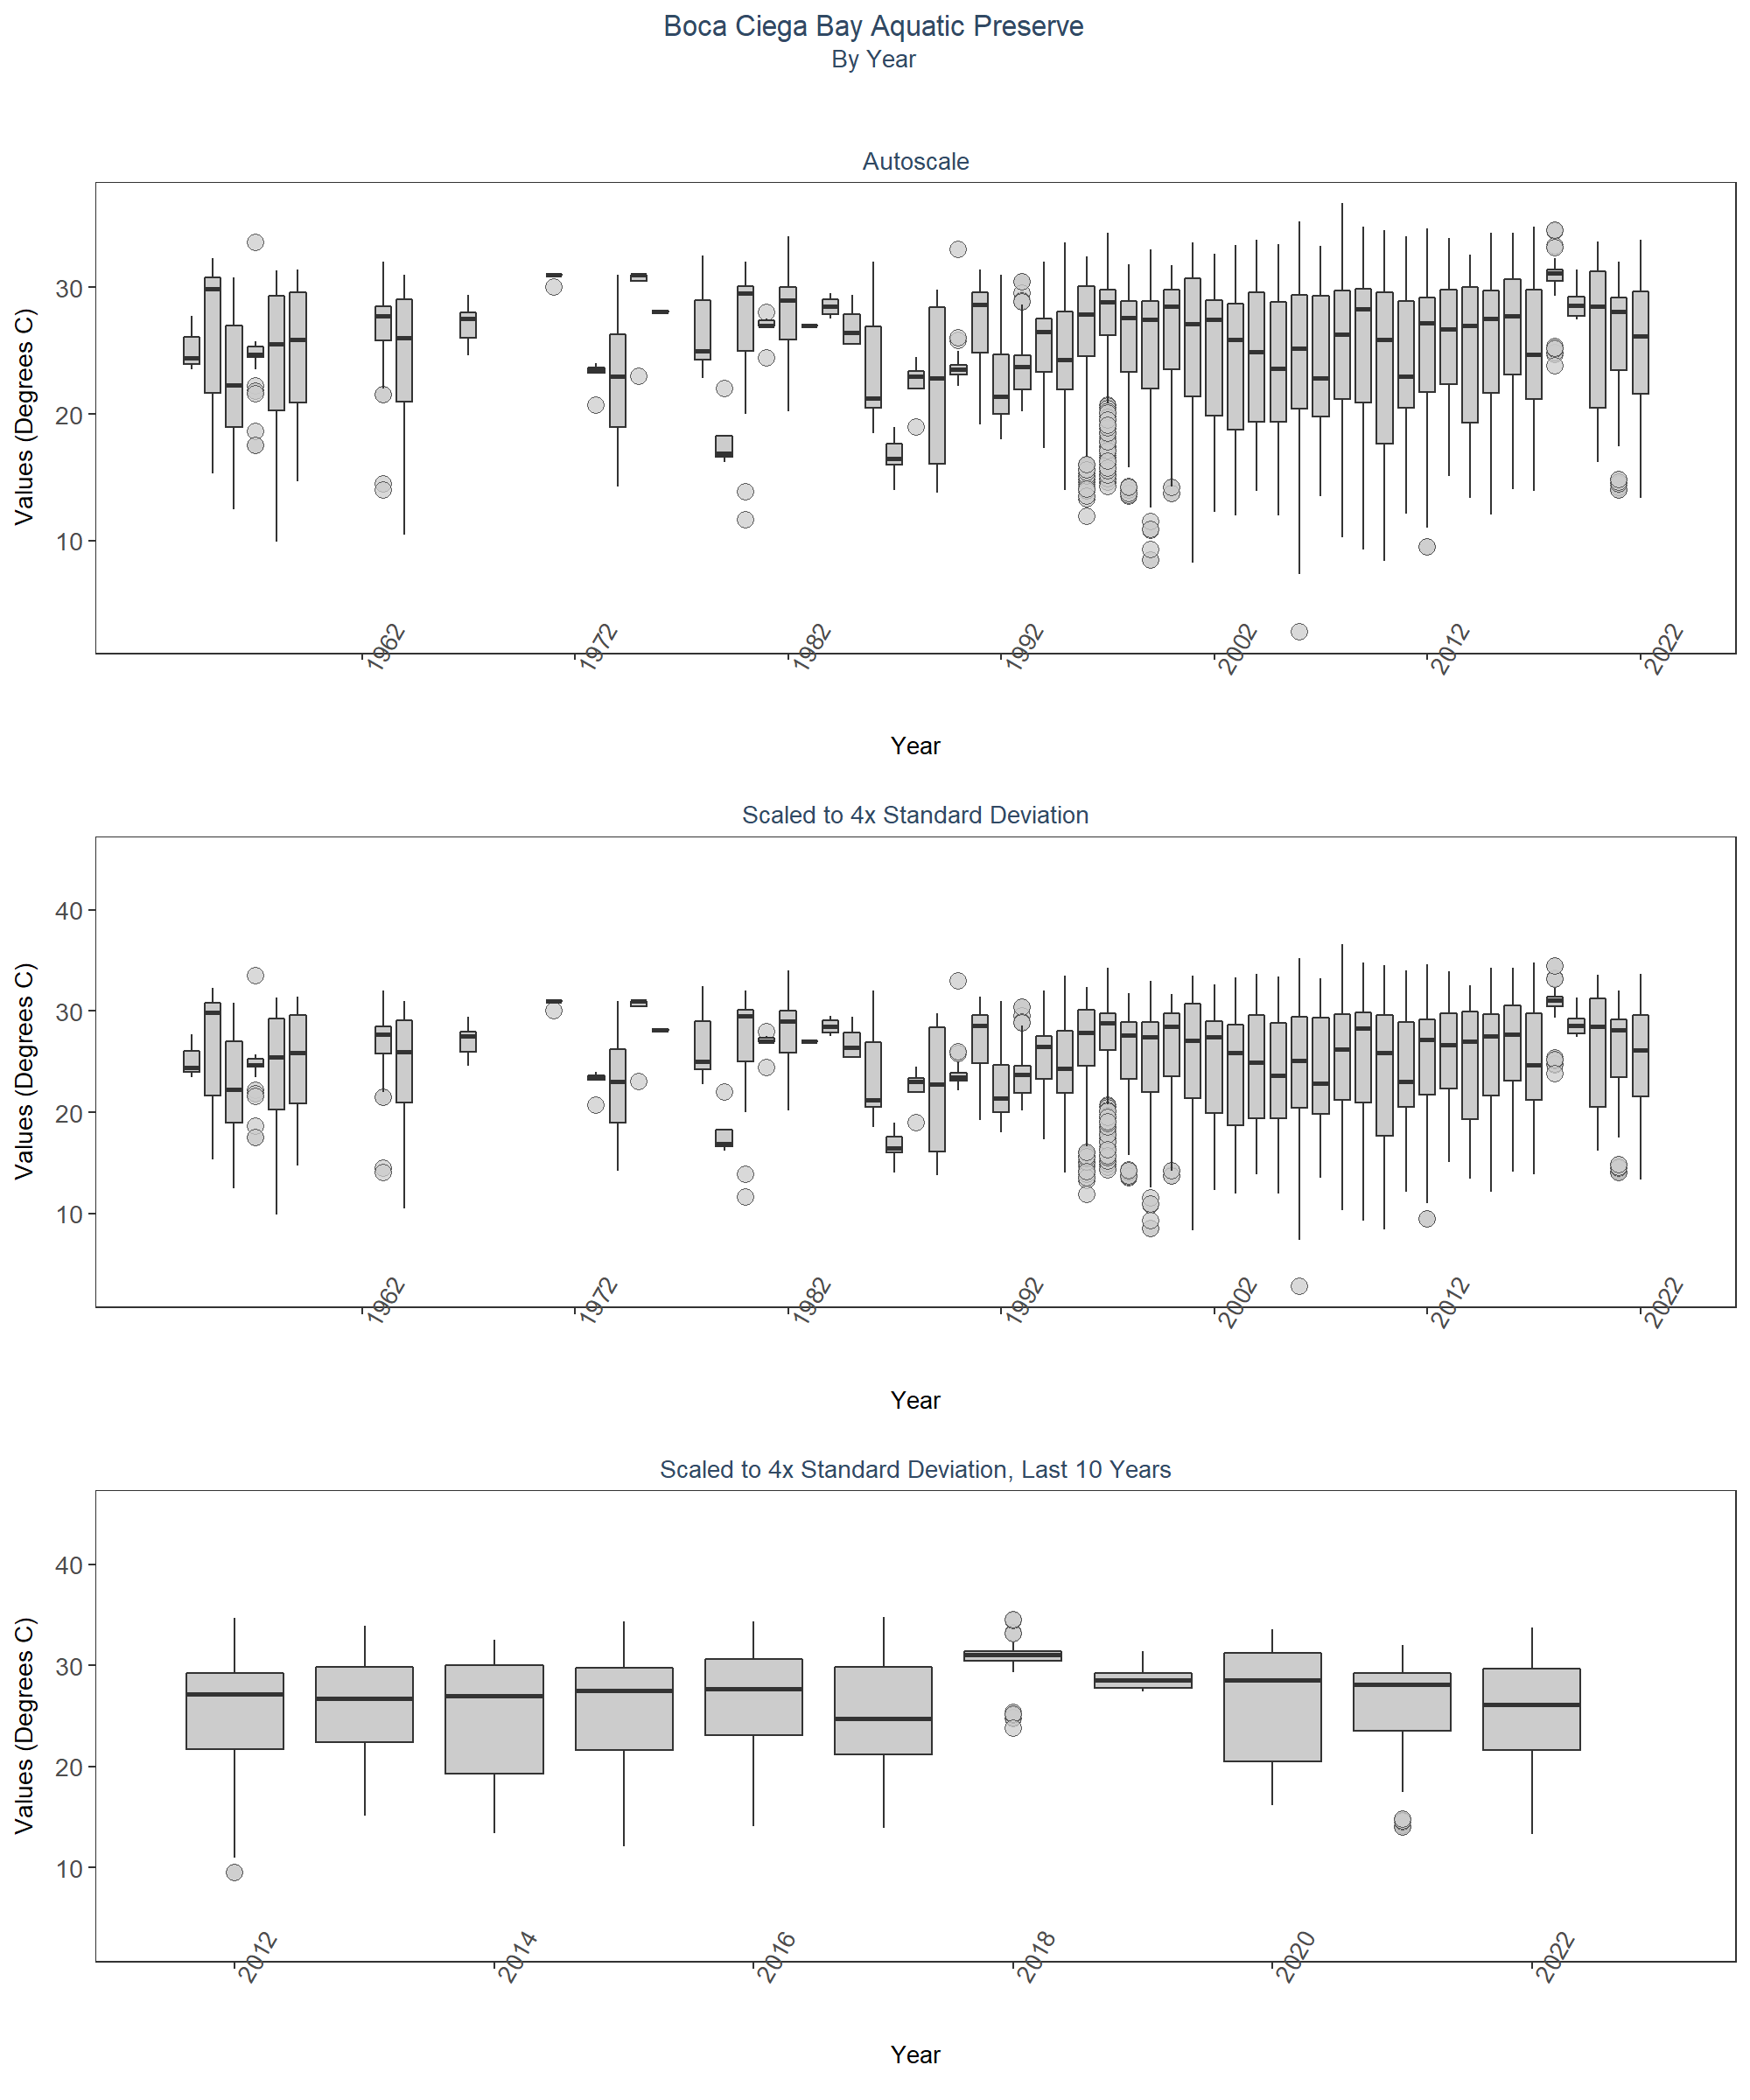 Boca Ciega Bay Aquatic Preserve
By Year
Autoscale
Values (Degrees C)
30
20
10
1962 1972 1982 1992 2002 2012 2022
Year
Scaled to 4x Standard Deviation
Values (Degrees C)
40
30
20
10
1962 1972 1982 1992 2002 2012 2022
Year
Scaled to 4x Standard Deviation, Last 10 Years
Values (Degrees C)
40
30
20
10
2012 2014 2016 2018 2020 2022
Year